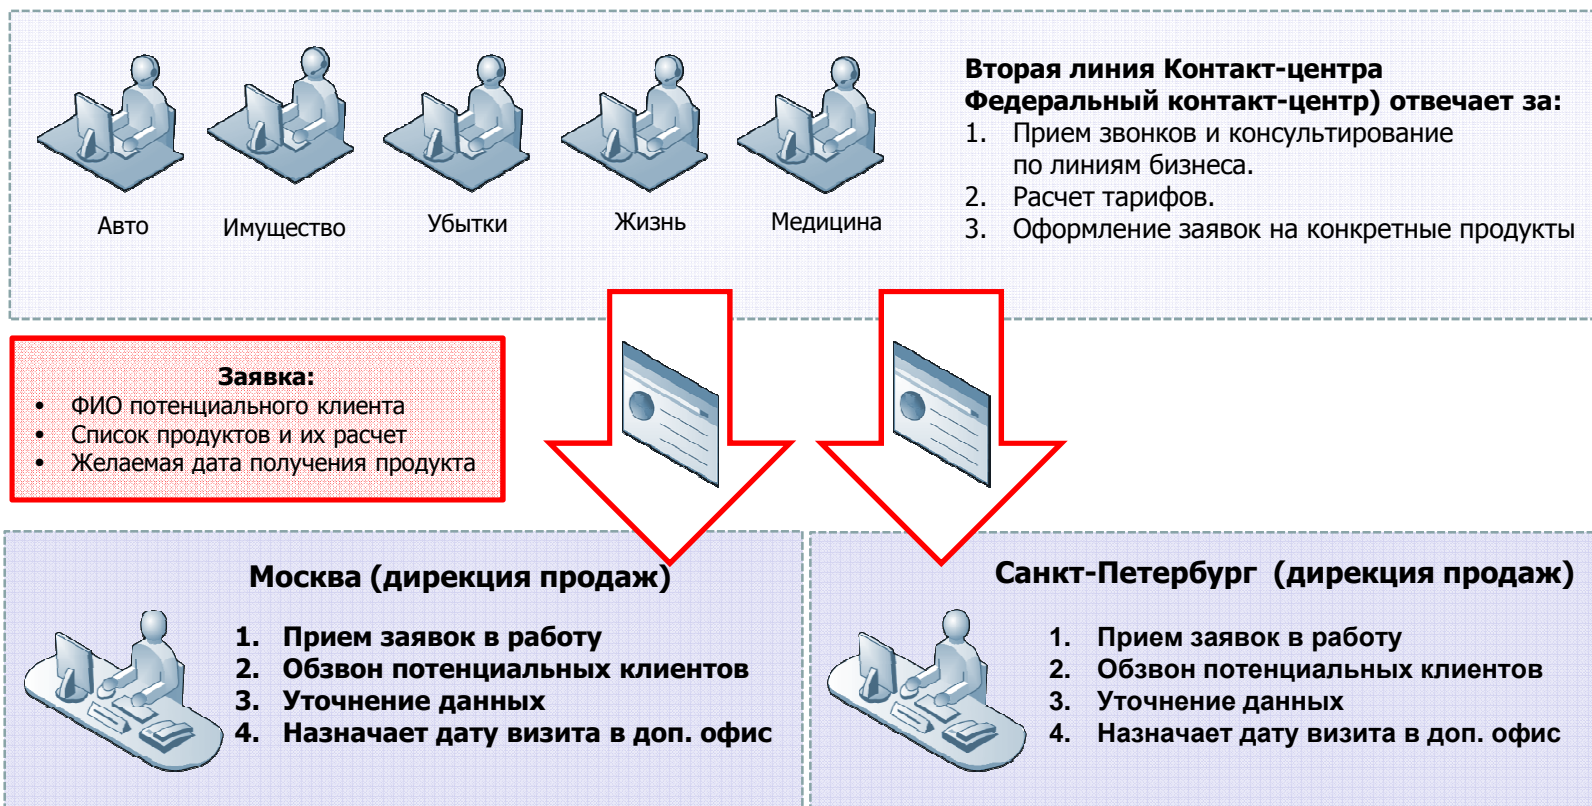 Вторая линия Контакт-центра
Федеральный контакт-центр) отвечает за:
1. Прием звонков и консультирование
по линиям бизнеса.
2. Расчет тарифов.
3. Оформление заявок на конкретные продукты
Авто
Имущество
Убытки
Жизнь
Медицина
Заявка:
• ФИО потенциального клиента
• Список продуктов и их расчет
• Желаемая дата получения продукта
Москва (дирекция продаж)
1. Прием заявок в работу
2. Обзвон потенциальных клиентов
3. Уточнение данных
4. Назначает дату визита в доп. офис
Санкт-Петербург (дирекция продаж)
1. Прием заявок в работу
2. Обзвон потенциальных клиентов
3. Уточнение данных
4. Назначает дату визита в доп. офис